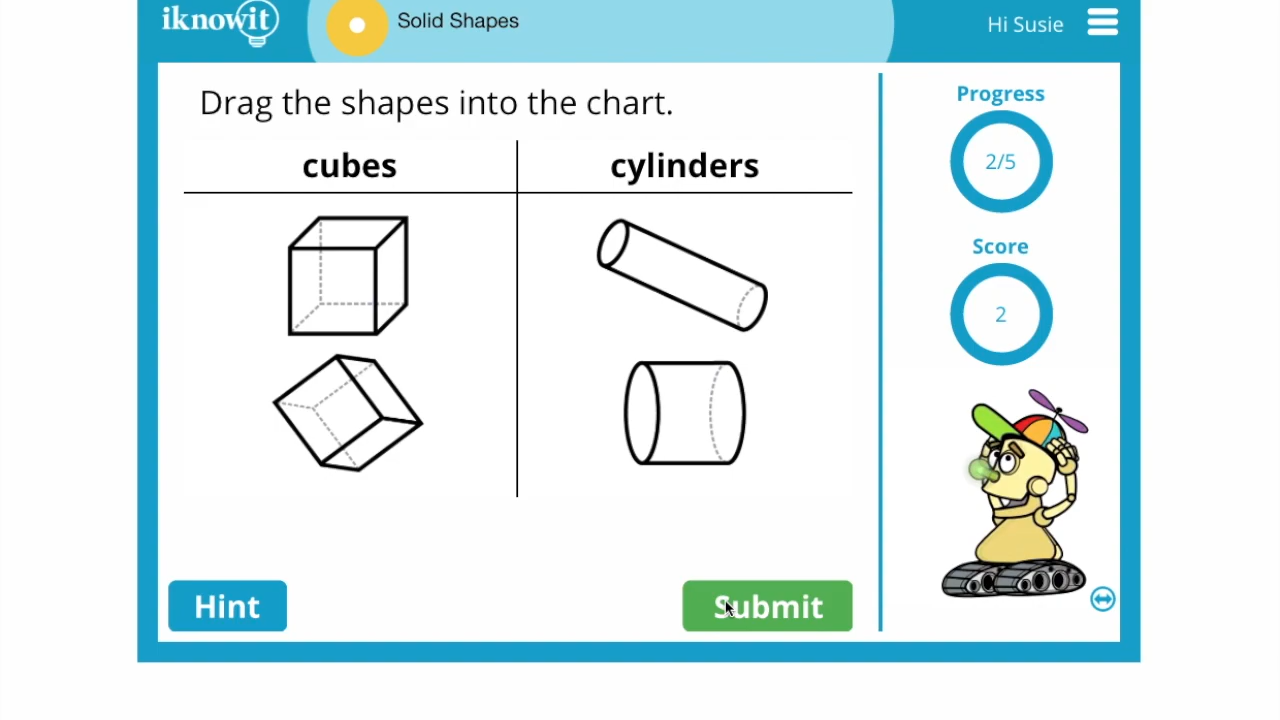 iknowit
Solid Shapes
Hi Susie
Drag the shapes into the chart.
cubes
cylinders
Progress
2/5
Score
2
Hint
Submit